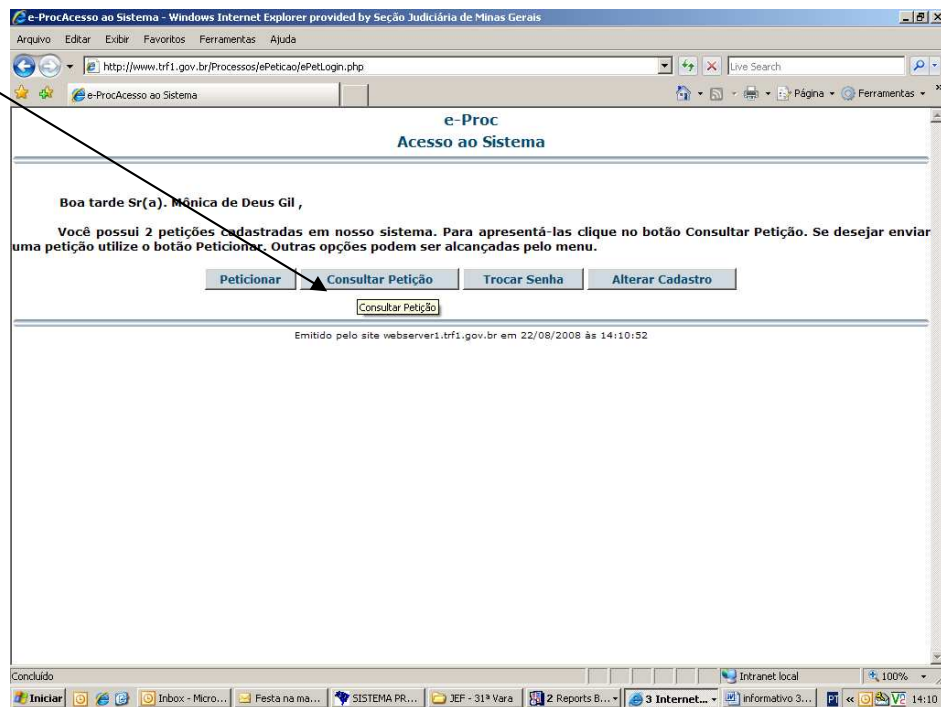 e-ProcAcesso ao Sistema - Windows Internet Explorer provided by Seção Judiciária de Minas Gerais
Arquivo Editar Exibir Favoritos Ferramentas Ajuda
http://www.trf1.gov.br/Processos/ePeticao/ePetLogin.php Live Search
e-ProcAcesso ao Sistema Página Ferramentas
e-Proc
Acesso ao Sistema
Boa tarde Sr(a). Mônica de Deus Gil ,
Você possui 2 petições cadastradas em nosso sistema. Para apresentá-las clique no botão Consultar Petição. Se desejar enviar
uma petição utilize o botão Peticionar. Outras opções podem ser alcançadas pelo menu.
Peticionar Consultar Petição Trocar Senha Alterar Cadastro
Consultar Petição
Emitido pelo site webserver1.trf1.gov.br em 22/08/2008 às 14:10:52
Concluído Intranet local 100%
Iniciar Inbox - Micro... Festa na ma... SISTEMA PR... JEF - 31ª Vara 2 Reports B... 3 Internet... informativo 3... PT « 14:10